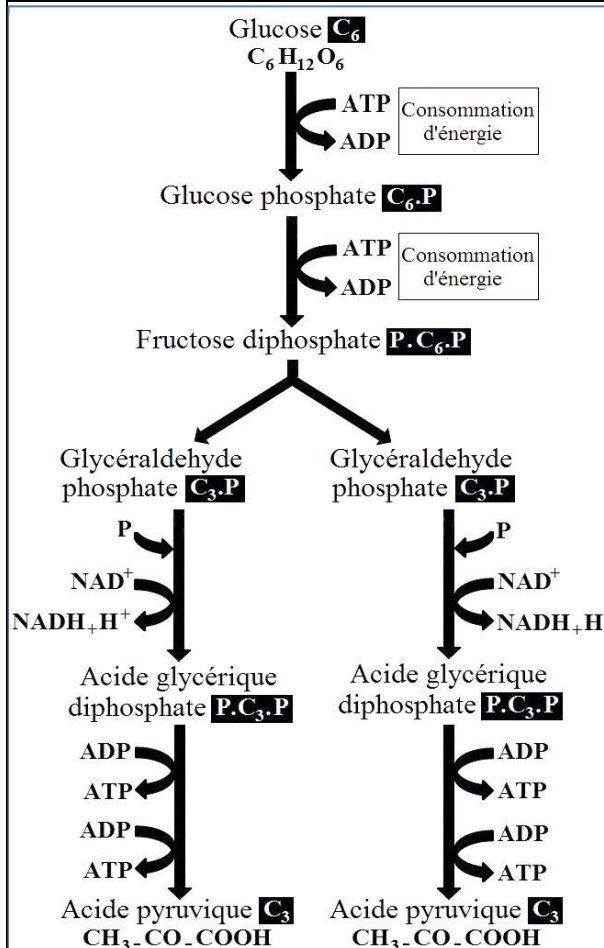 Glucose C₆
C₆H₁₂O₆
ATP
ADP
Consommation
d'énergie
Glucose phosphate C₆.P
ATP
ADP
Consommation
d'énergie
Fructose diphosphate P.C₆.P
Glycéraldehyde
phosphate C₃.P
P
NAD⁺
NADH+H⁺
Acide glycérique
diphosphate P.C₃.P
ADP
ATP
ADP
ATP
Acide pyruvique C₃
CH₃-CO-COOH
Glycéraldehyde
phosphate C₃.P
P
NAD⁺
NADH+H
Acide glycérique
diphosphate P.C₃.P
ADP
ATP
ADP
ATP
Acide pyruvique C₃
CH₃-CO-COOH